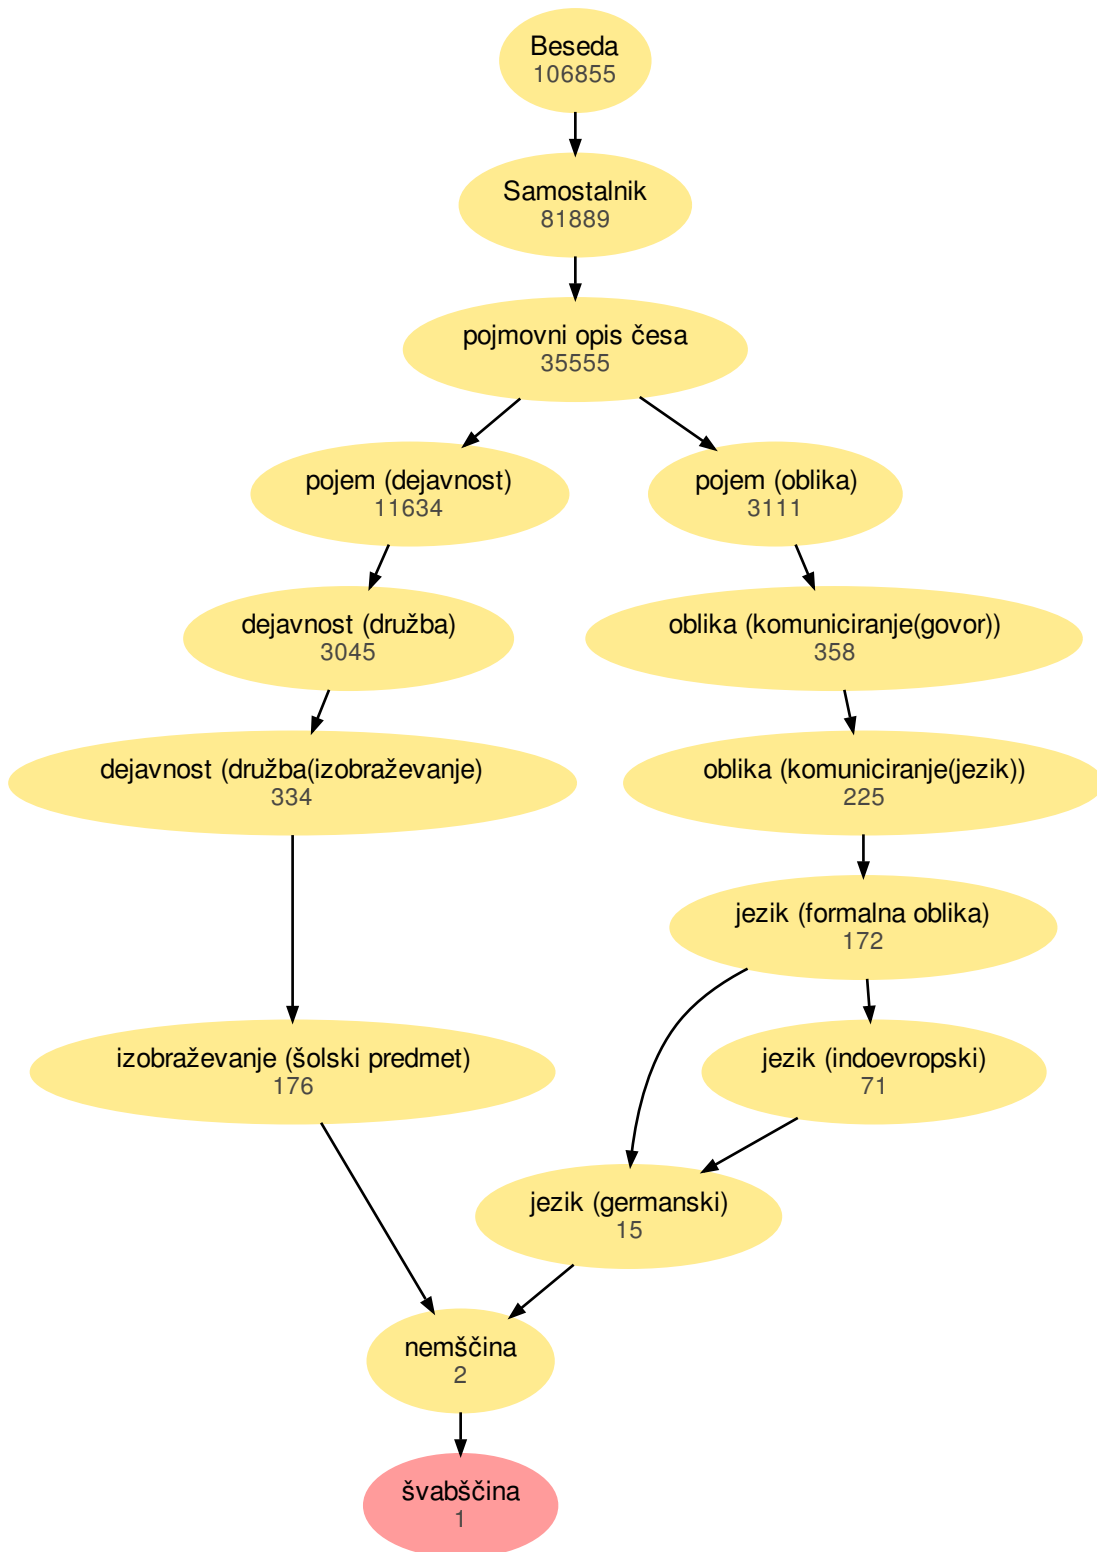 Beseda
106855
Samostalnik
81889
pojmovni opis česa
35555
pojem (dejavnost)
11634
pojem (oblika)
3111
dejavnost (družba)
3045
oblika (komuniciranje(govor))
358
dejavnost (družba(izobraževanje)
334
oblika (komuniciranje(jezik))
225
jezik (formalna oblika)
172
izobraževanje (šolski predmet)
176
jezik (indoevropski)
71
jezik (germanski)
15
nemščina
2
švabščina
1